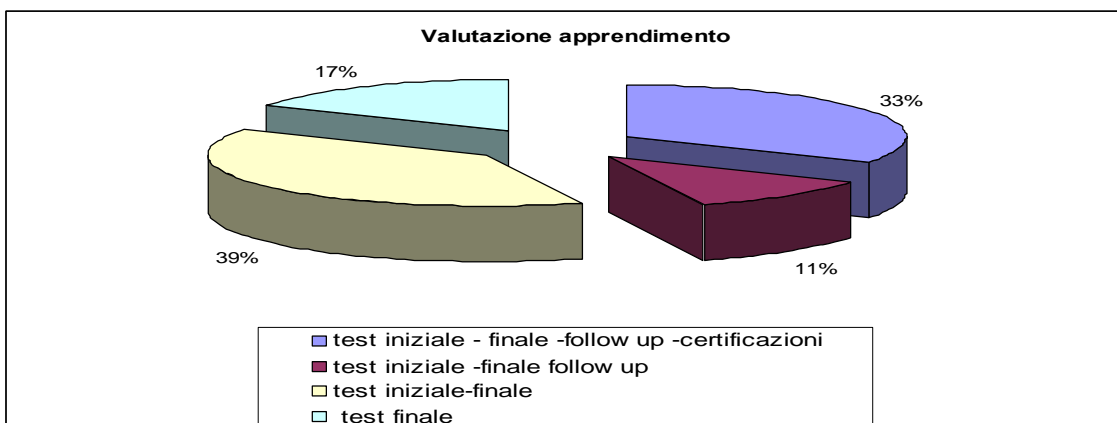 Valutazione apprendimento
17%
33%
39%
11%
test iniziale - finale -follow up -certificazioni
test iniziale -finale follow up
test iniziale-finale
test finale